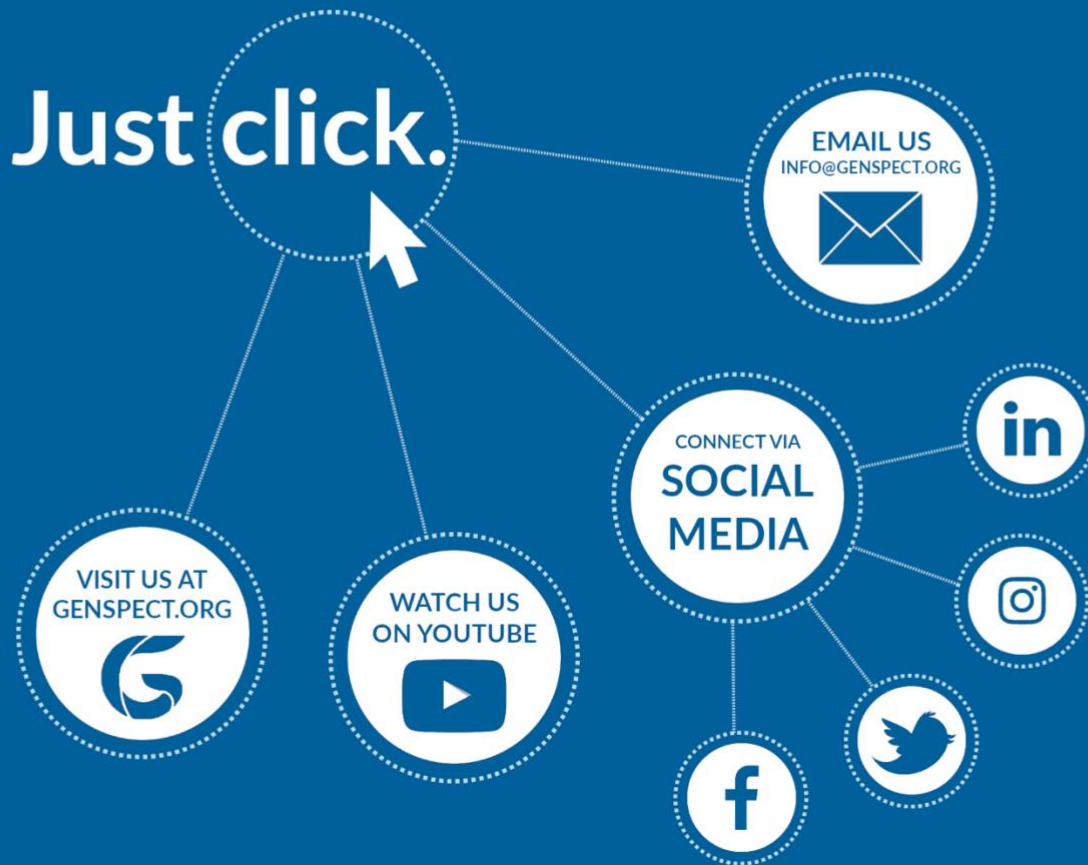 Just click.
EMAIL US
INFO@GENSPECT.ORG
CONNECT VIA
SOCIAL
MEDIA
in
VISIT US AT
GENSPECT.ORG
G
WATCH US
ON YOUTUBE
f